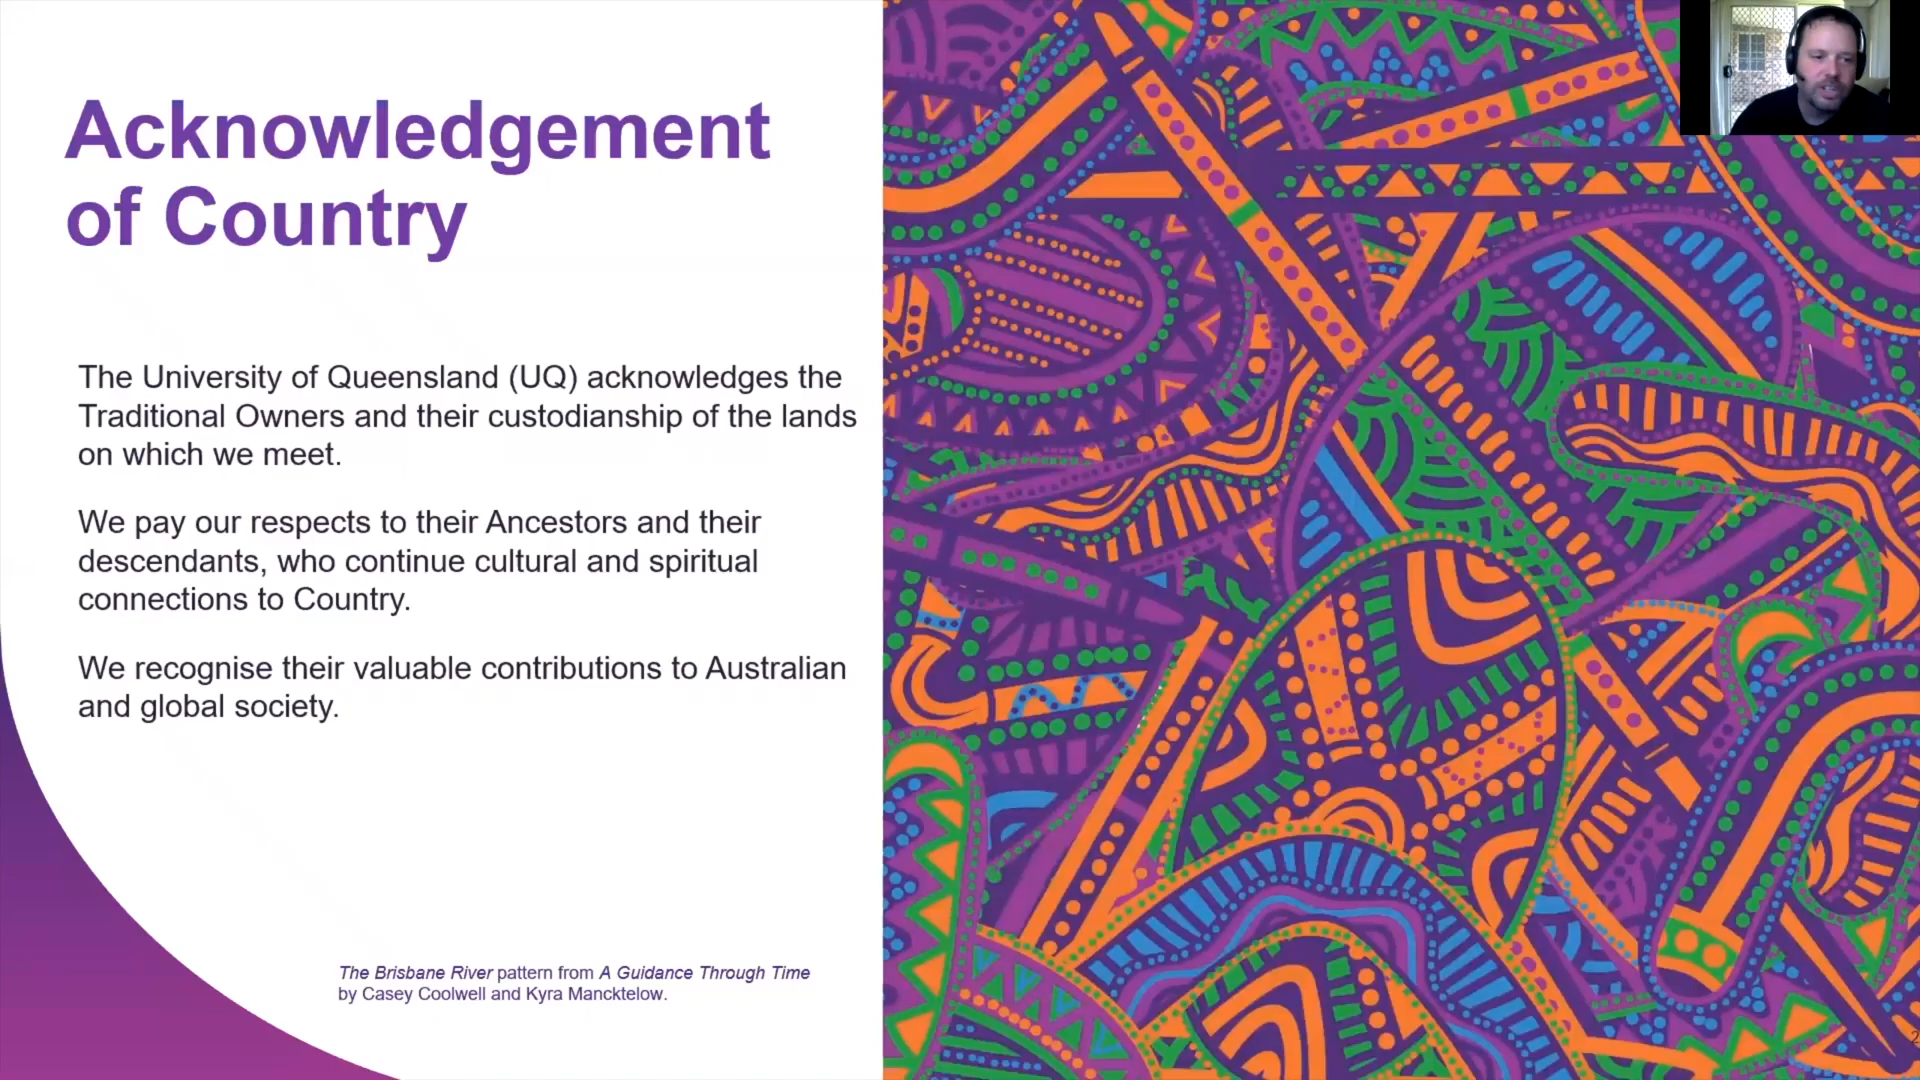 Acknowledgement
of Country
The University of Queensland (UQ) acknowledges the
Traditional Owners and their custodianship of the lands
on which we meet.
We pay our respects to their Ancestors and their
descendants, who continue cultural and spiritual
connections to Country.
We recognise their valuable contributions to Australian
and global society.
The Brisbane River pattern from A Guidance Through Time
by Casey Coolwell and Kyra Mancktelow.
2